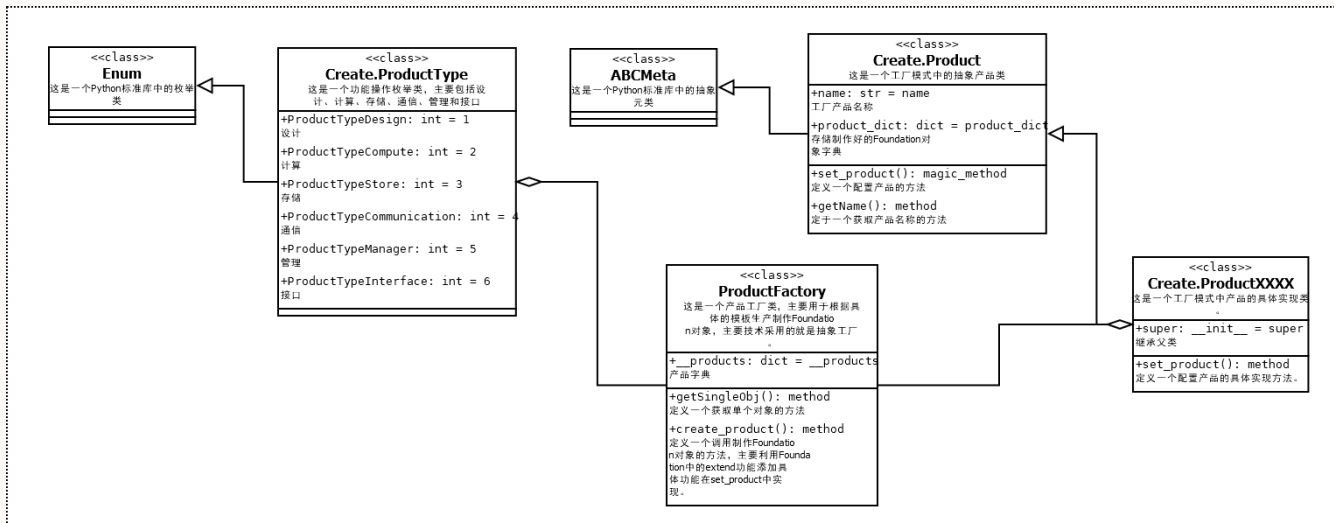 <<class>>
Enum
这是一个Python标准库中的枚举
类
<<class>>
Create.ProductType
这是一个功能操作枚举类，主要包括设
计、计算、存储、通信、管理和接口
+ProductTypeDesign: int = 1
设计
+ProductTypeCompute: int = 2
计算
+ProductTypeStore: int = 3
存储
+ProductTypeCommunication: int = 4
通信
+ProductTypeManager: int = 5
管理
+ProductTypeInterface: int = 6
接口
<<class>>
ABCMeta
这是一个Python标准库中的抽象
元类
<<class>>
Create.Product
这是一个工厂模式中的抽象产品类
+name: str = name
工厂产品名称
+product_dict: dict = product_dict
存储制作好的Foundation对
象字典
+set_product(): magic_method
定义一个配置产品的方法
+getName(): method
定于一个获取产品名称的方法
<<class>>
ProductFactory
这是一个产品工厂类，主要用于根据具
体的模板生产制作Foundatio
n对象，主要技术采用的就是抽象工厂
。
+__products: dict = __products
产品字典
+getSingleObj(): method
定义一个获取单个对象的方法
+create_product(): method
定义一个调用制作Foundatio
n对象的方法，主要利用Founda
tion中的extend功能添加具
体功能在set_product中实
现。
<<class>>
Create.ProductXXXX
这是一个工厂模式中产品的具体实现类
。
+super: __init__ = super
继承父类
+set_product(): method
定义一个配置产品的具体实现方法。